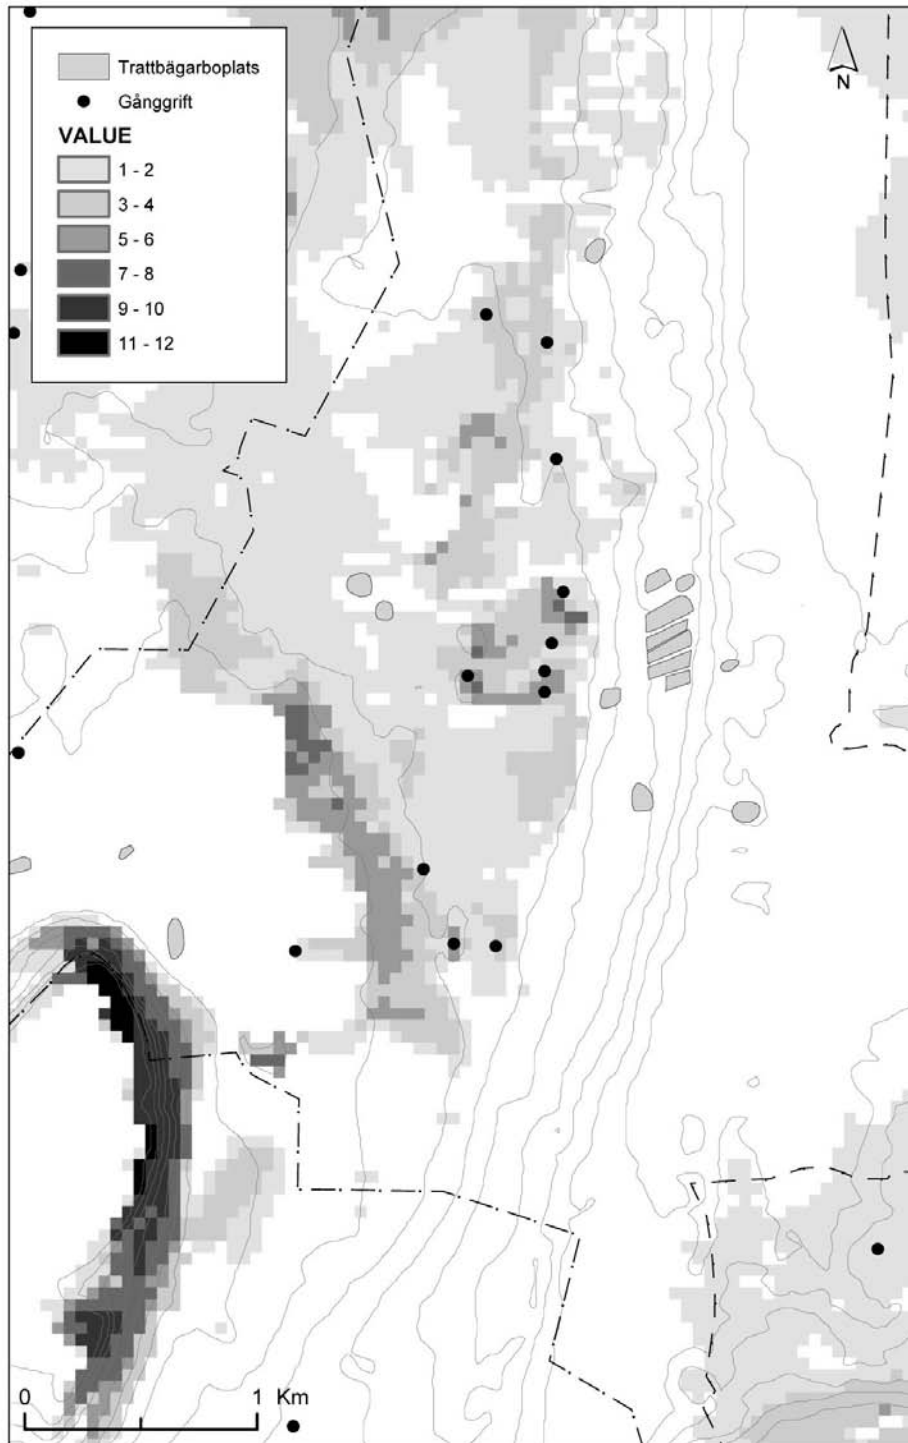 Trattbägarboplats
Gånggrift
VALUE
1 - 2
3 - 4
5 - 6
7 - 8
9 - 10
11 - 12
N
0 1 Km